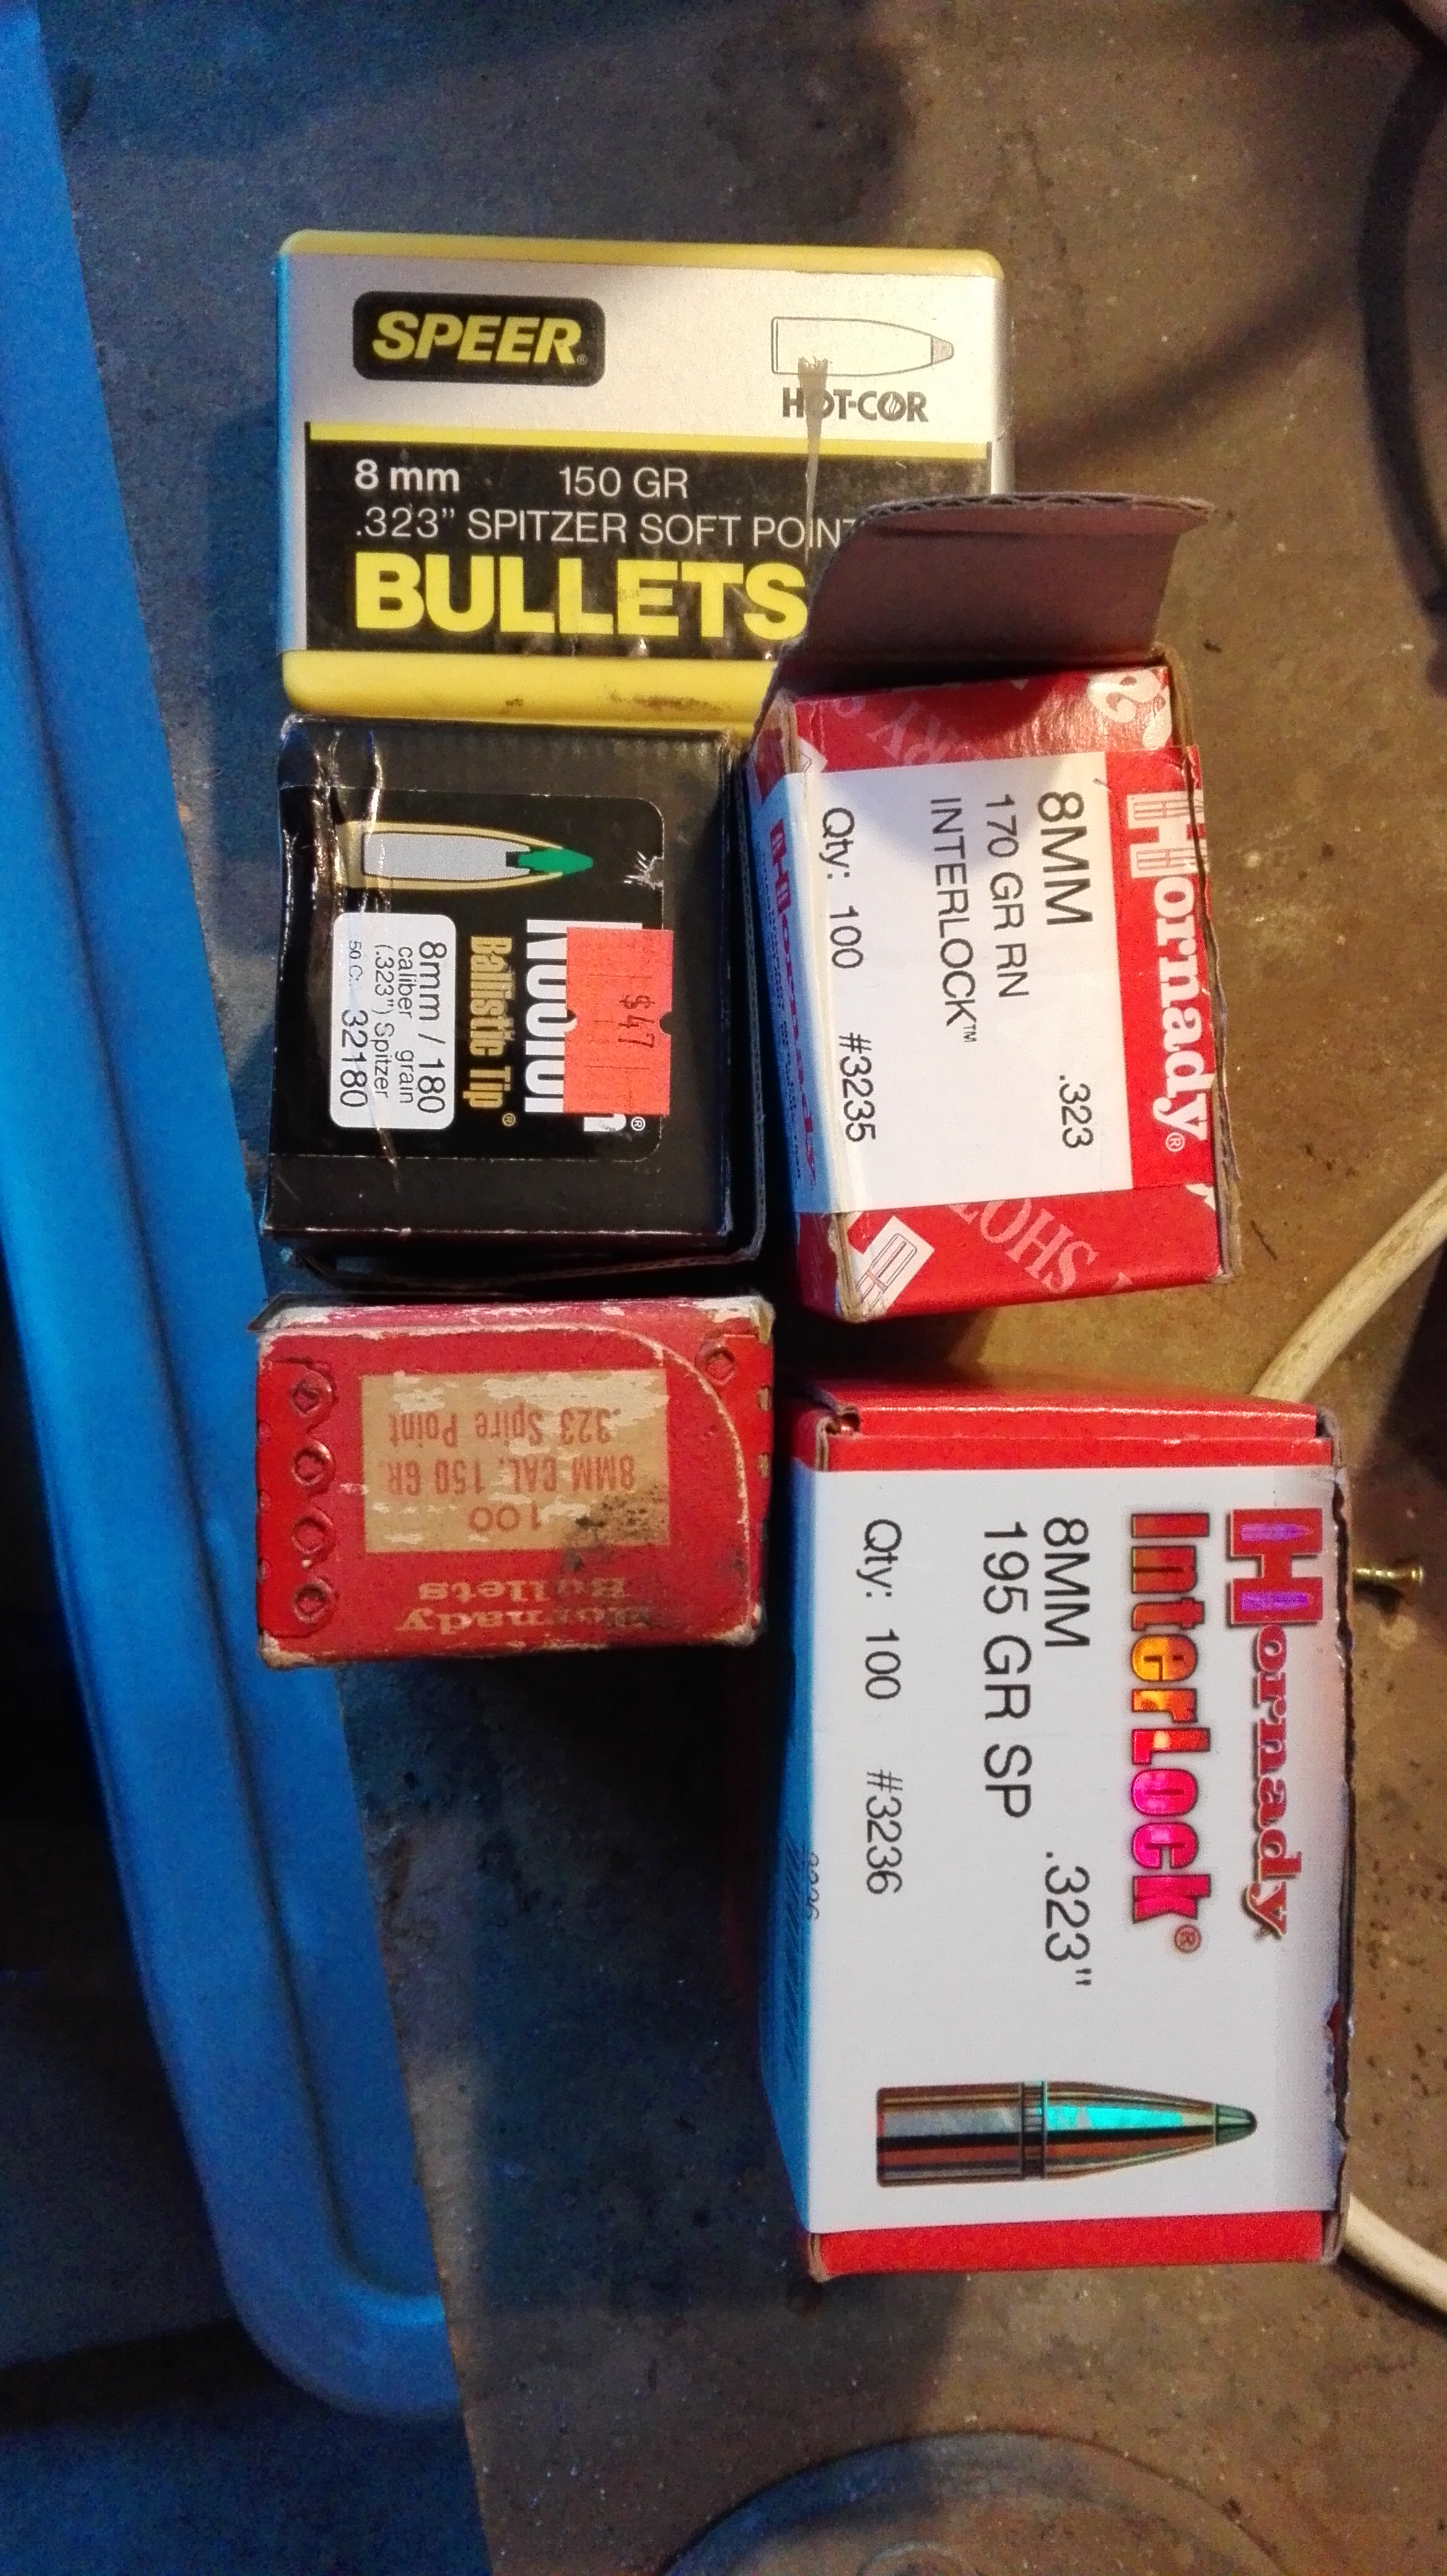 SPEER®
HOT-COR
8 mm 150 GR
.323" SPITZER SOFT POINT
BULLETS
Hornady®
8MM .323
170 GR RN
INTERLOCK™
Qty: 100 #3235
$47
Ballistic Tip®
8mm / 180
caliber grain
(.323") Spitzer
32180
Hornady
Bullets
100
8MM CAL. 150 GR.
.323 Spire Point
Hornady
InterLock®
8MM .323"
195 GR SP
Qty: 100 #3236